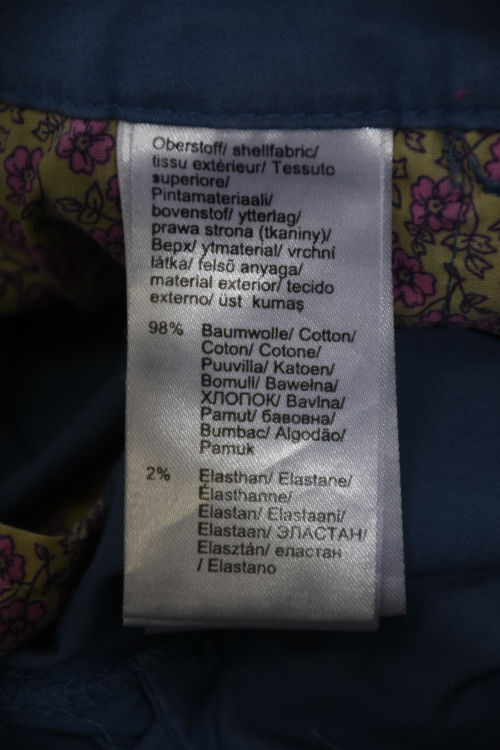 Oberstoff/ shellfabric/
tissu extérieur/ Tessuto
superiore/
Pintamateriaali/
bovenstof/ ytterlag/
prawa strona (tkaniny)/
Верх/ ytmaterial/ vrchní
látka/ felső anyaga/
material exterior/ tecido
externo/ üst kumaş
98% Baumwolle/ Cotton/
Coton/ Cotone/
Puuvilla/ Katoen/
Bomull/ Bawełna/
ХЛОПОК/ Bavlna/
Pamut/ бавовна/
Bumbac/ Algodão/
Pamuk
2% Elasthan/ Elastane/
Élasthanne/
Elastan/ Elastaani/
Elastaan/ ЭЛАСТАН/
Elasztán/ еластан
/ Elastano